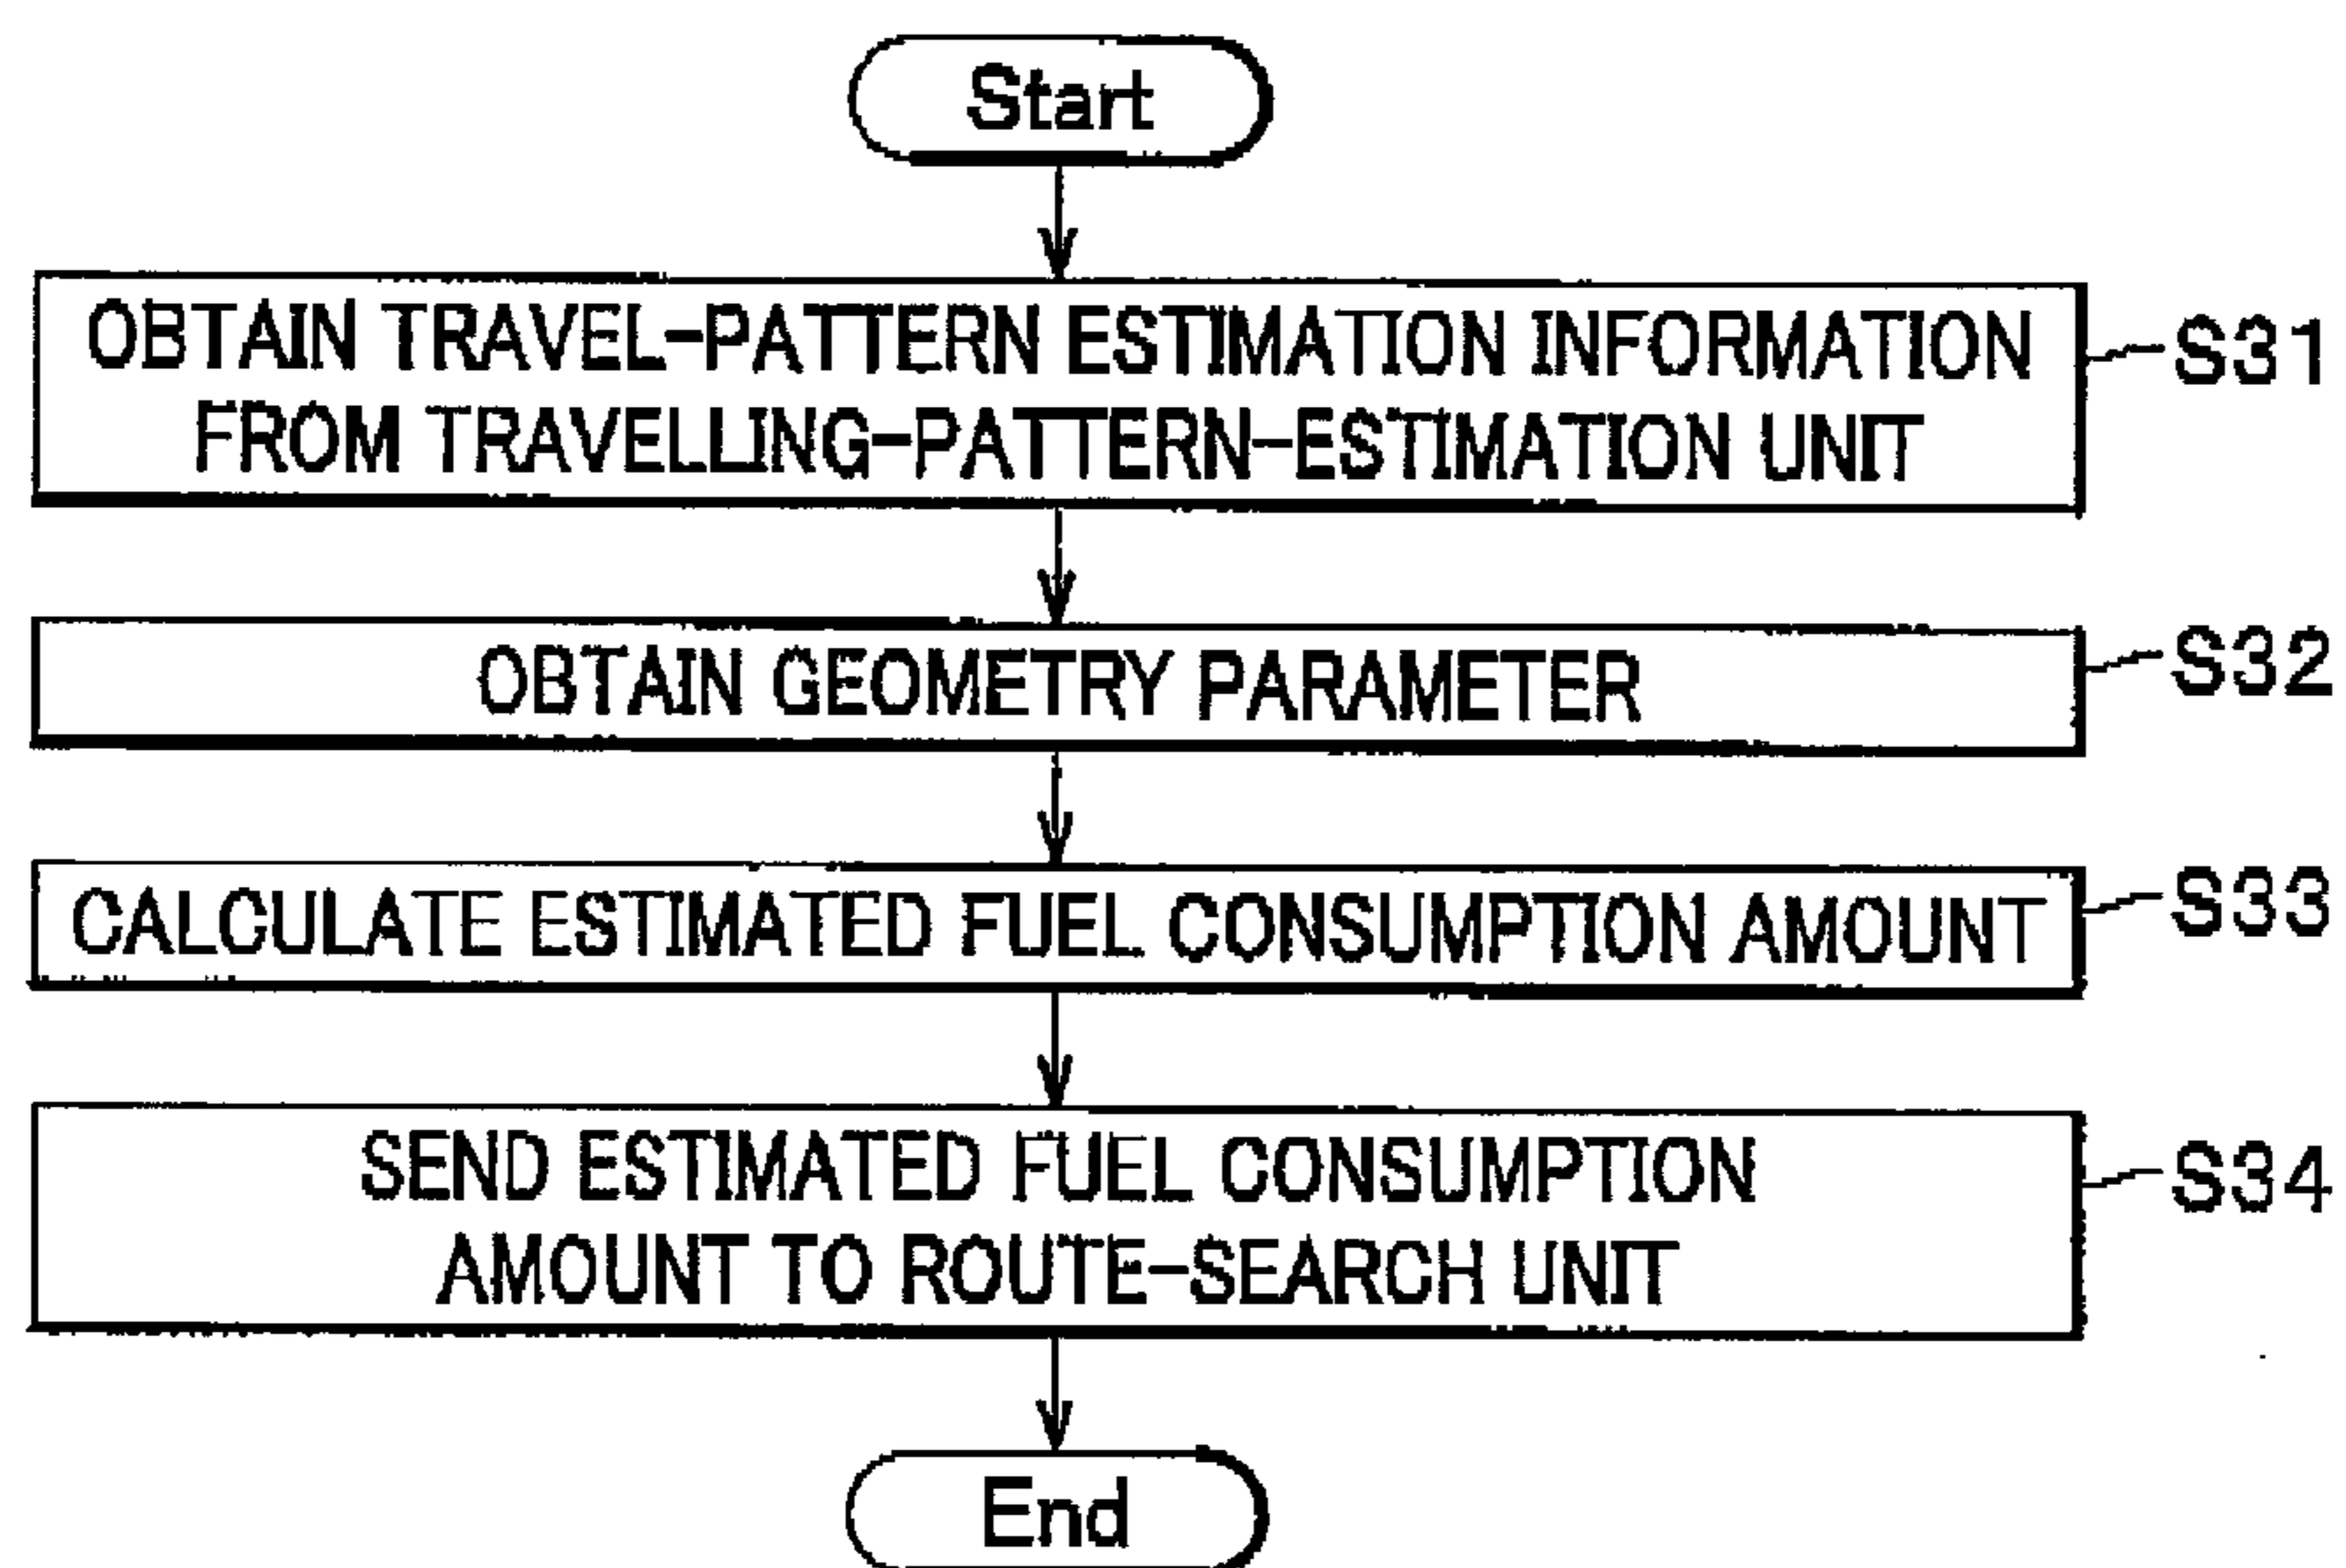 Start
OBTAIN TRAVEL-PATTERN ESTIMATION INFORMATION
FROM TRAVELLING-PATTERN-ESTIMATION UNIT
S31
OBTAIN GEOMETRY PARAMETER
S32
CALCULATE ESTIMATED FUEL CONSUMPTION AMOUNT
S33
SEND ESTIMATED FUEL CONSUMPTION
AMOUNT TO ROUTE-SEARCH UNIT
S34
End